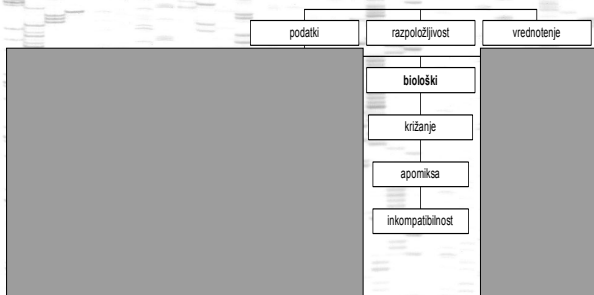 podatki
razpoložljivost
vrednotenje
biološki
križanje
apomiksa
inkompatibilnost